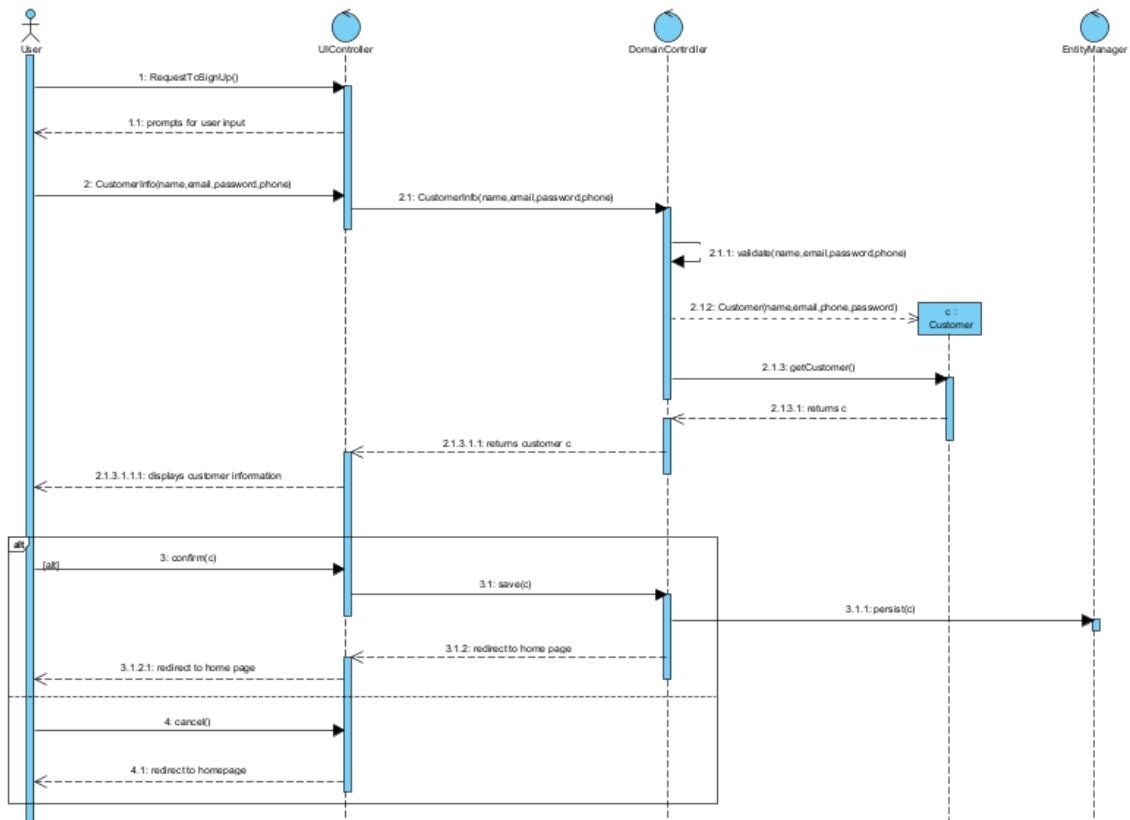 User
UIController
DomainController
EntityManager
1: RequestToSignUp()
1.1: prompts for user input
2: CustomerInfo(name,email,password,phone)
2.1: CustomerInfo(name,email,password,phone)
2.1.1: validate(name,email,password,phone)
2.1.2: Customer(name,email,phone,password)
c :
Customer
2.1.3: getCustomer()
2.1.3.1: returns c
2.1.3.1.1: returns customer c
2.1.3.1.1.1: displays customer information
alt
[alt]
3: confirm(c)
3.1: save(c)
3.1.1: persist(c)
3.1.2: redirect to home page
3.1.2.1: redirect to home page
4: cancel()
4.1: redirect to homepage